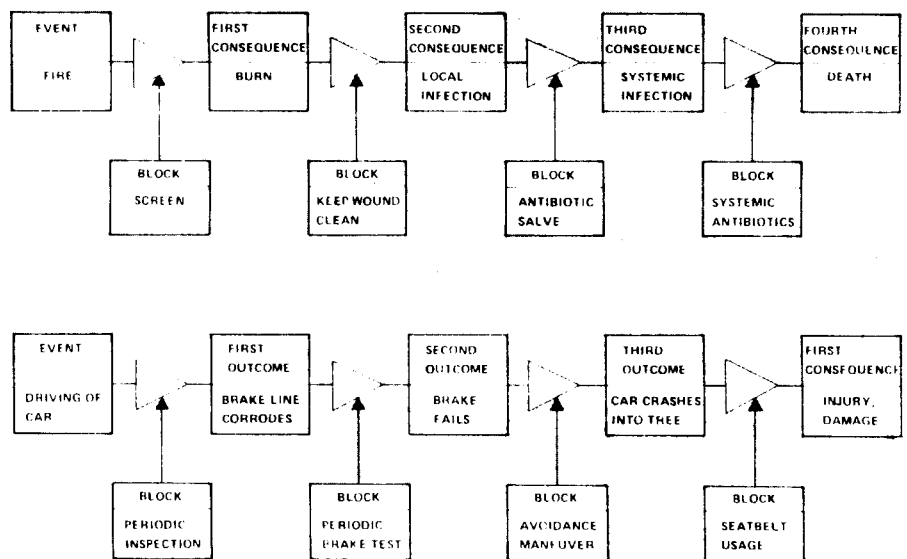 EVENT
FIRE
FIRST
CONSEQUENCE
BURN
SECOND
CONSEQUENCE
LOCAL
INFECTION
THIRD
CONSEQUENCE
SYSTEMIC
INFECTION
FOURTH
CONSEQUENCE
DEATH
BLOCK
SCREEN
BLOCK
KEEP WOUND
CLEAN
BLOCK
ANTIBIOTIC
SALVE
BLOCK
SYSTEMIC
ANTIBIOTICS
EVENT
DRIVING OF
CAR
FIRST
OUTCOME
BRAKE LINE
CORRODES
SECOND
OUTCOME
BRAKE
FAILS
THIRD
OUTCOME
CAR CRASHES
INTO TREE
FIRST
CONSEQUENCE
INJURY,
DAMAGE
BLOCK
PERIODIC
INSPECTION
BLOCK
PERIODIC
BRAKE TEST
BLOCK
AVOIDANCE
MANEUVER
BLOCK
SEATBELT
USAGE